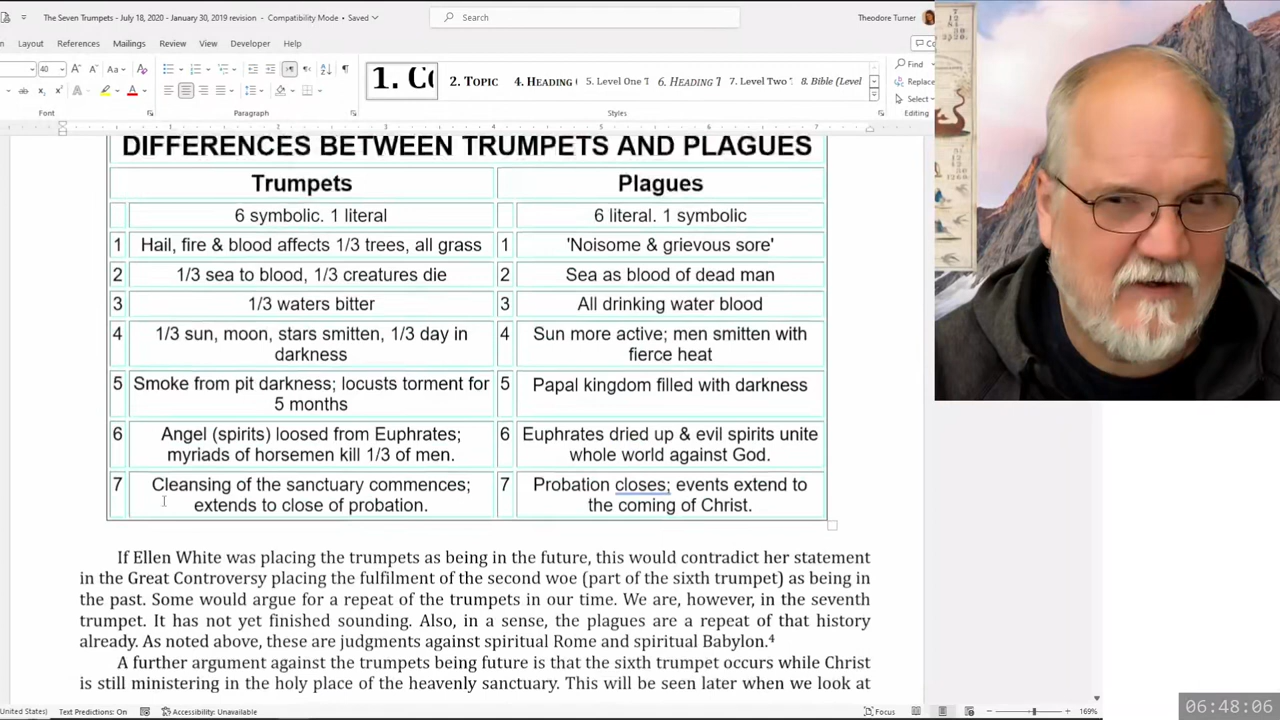 The Seven Trumpets - July 18, 2020 - January 30, 2019 revision - Compatibility Mode • Saved
Search
Theodore Turner
Layout References Mailings Review View Developer Help
40 Aa
1. Co 2. TOPIC 4. HEADING 5. Level One T 6. HEADING T 7. Level Two 8. Bible (Level
Find
Replace
Select
Font Paragraph Styles Editing
DIFFERENCES BETWEEN TRUMPETS AND PLAGUES
Trumpets Plagues
6 symbolic. 1 literal 6 literal. 1 symbolic
1 Hail, fire & blood affects 1/3 trees, all grass 1 'Noisome & grievous sore'
2 1/3 sea to blood, 1/3 creatures die 2 Sea as blood of dead man
3 1/3 waters bitter 3 All drinking water blood
4 1/3 sun, moon, stars smitten, 1/3 day in 4 Sun more active; men smitten with
darkness fierce heat
5 Smoke from pit darkness; locusts torment for 5 Papal kingdom filled with darkness
5 months
6 Angel (spirits) loosed from Euphrates; 6 Euphrates dried up & evil spirits unite
myriads of horsemen kill 1/3 of men. whole world against God.
7 Cleansing of the sanctuary commences; 7 Probation closes; events extend to
extends to close of probation. the coming of Christ.
If Ellen White was placing the trumpets as being in the future, this would contradict her statement
in the Great Controversy placing the fulfilment of the second woe (part of the sixth trumpet) as being in
the past. Some would argue for a repeat of the trumpets in our time. We are, however, in the seventh
trumpet. It has not yet finished sounding. Also, in a sense, the plagues are a repeat of that history
already. As noted above, these are judgments against spiritual Rome and spiritual Babylon.⁴
A further argument against the trumpets being future is that the sixth trumpet occurs while Christ
is still ministering in the holy place of the heavenly sanctuary. This will be seen later when we look at
Text Predictions: On Accessibility: Unavailable Focus 169%
06:48:06